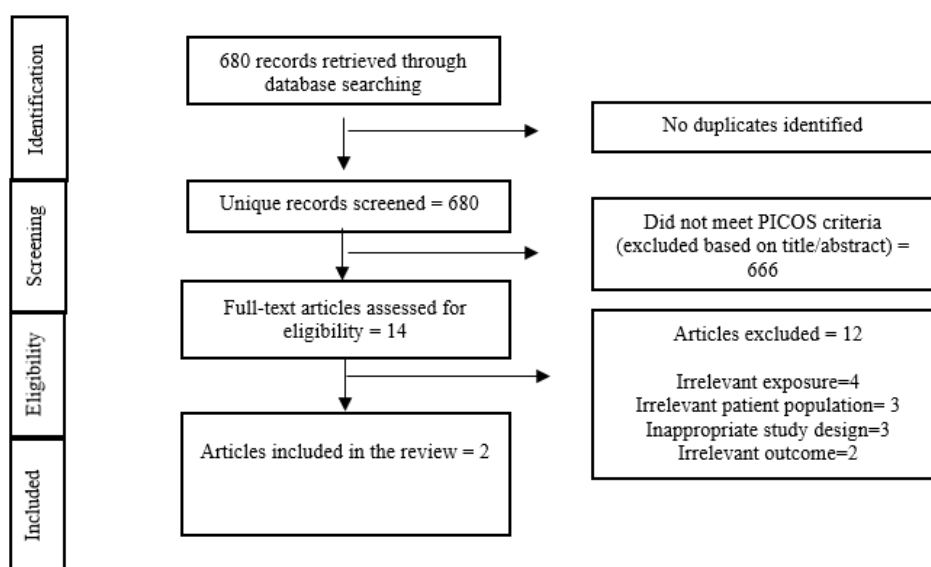 Identification
680 records retrieved through
database searching
No duplicates identified
Screening
Unique records screened = 680
Did not meet PICOS criteria
(excluded based on title/abstract) =
666
Eligibility
Full-text articles assessed for
eligibility = 14
Articles excluded = 12
Irrelevant exposure=4
Irrelevant patient population= 3
Inappropriate study design=3
Irrelevant outcome=2
Included
Articles included in the review = 2